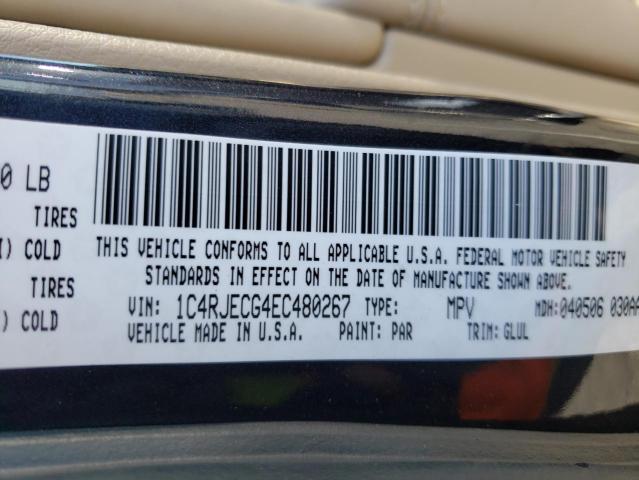 0 LB
TIRES
) COLD
TIRES
) COLD
THIS VEHICLE CONFORMS TO ALL APPLICABLE U.S.A. FEDERAL MOTOR VEHICLE SAFETY
STANDARDS IN EFFECT ON THE DATE OF MANUFACTURE SHOWN ABOVE.
VIN: 1C4RJECG4EC480267 TYPE: MPV MDH:040506 030AA
VEHICLE MADE IN U.S.A. PAINT: PAR TRIM: GLUL